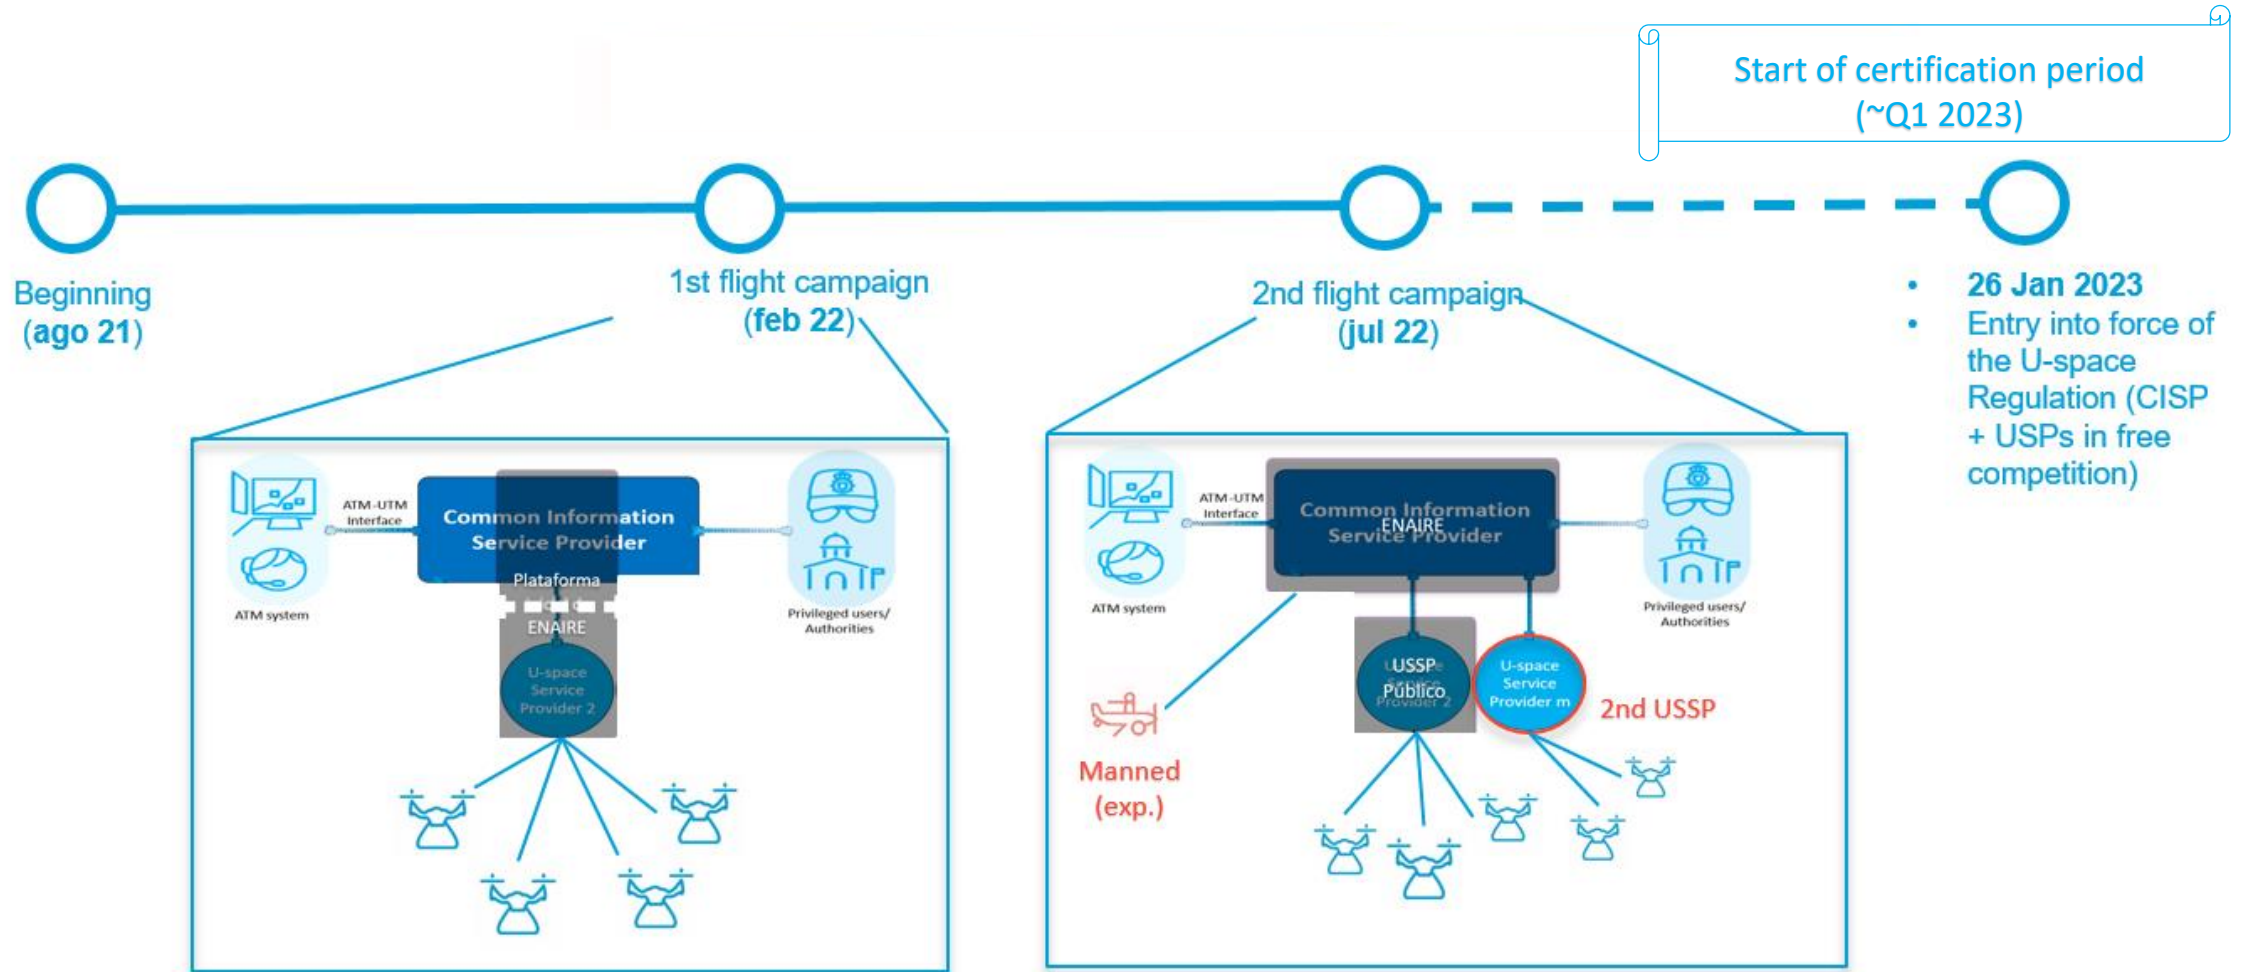 Start of certification period
(~Q1 2023)
Beginning
(ago 21)
1st flight campaign
(feb 22)
2nd flight campaign
(jul 22)
• 26 Jan 2023
• Entry into force of
the U-space
Regulation (CISP
+ USPs in free
competition)
ATM-UTM
Interface
Common Information
Service Provider
ATM system
Privileged users/
Authorities
Plataforma
ENAIRE
U-space
Service
Provider 2
ATM-UTM
Interface
Common Information
Service Provider
ENAIRE
ATM system
Privileged users/
Authorities
USSP
Público
Provider 2
U-space
Service
Provider m
2nd USSP
Manned
(exp.)